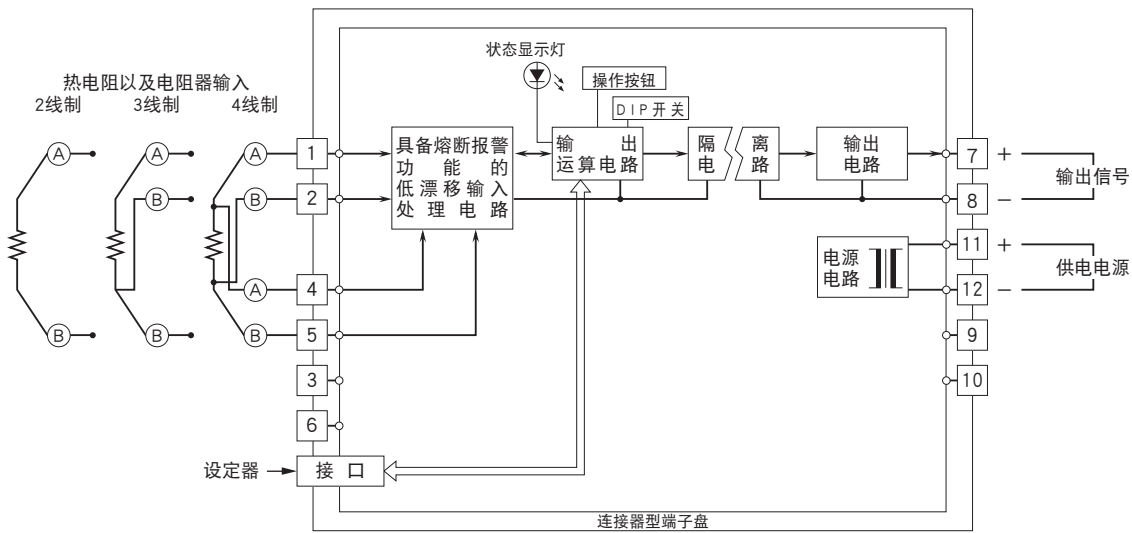 状态显示灯
热电阻以及电阻器输入
2线制 3线制 4线制
操作按钮
DIP开关
A A A 1
B B 2
A 4
B B B 5
3
6
具备熔断报警
功能的
低漂移输入
处理电路
输出
运算电路
隔离
电路
输出
电路
7 +
8 −
输出信号
11 +
12 −
供电电源
电源
电路
9
10
设定器
接口
连接器型端子盘